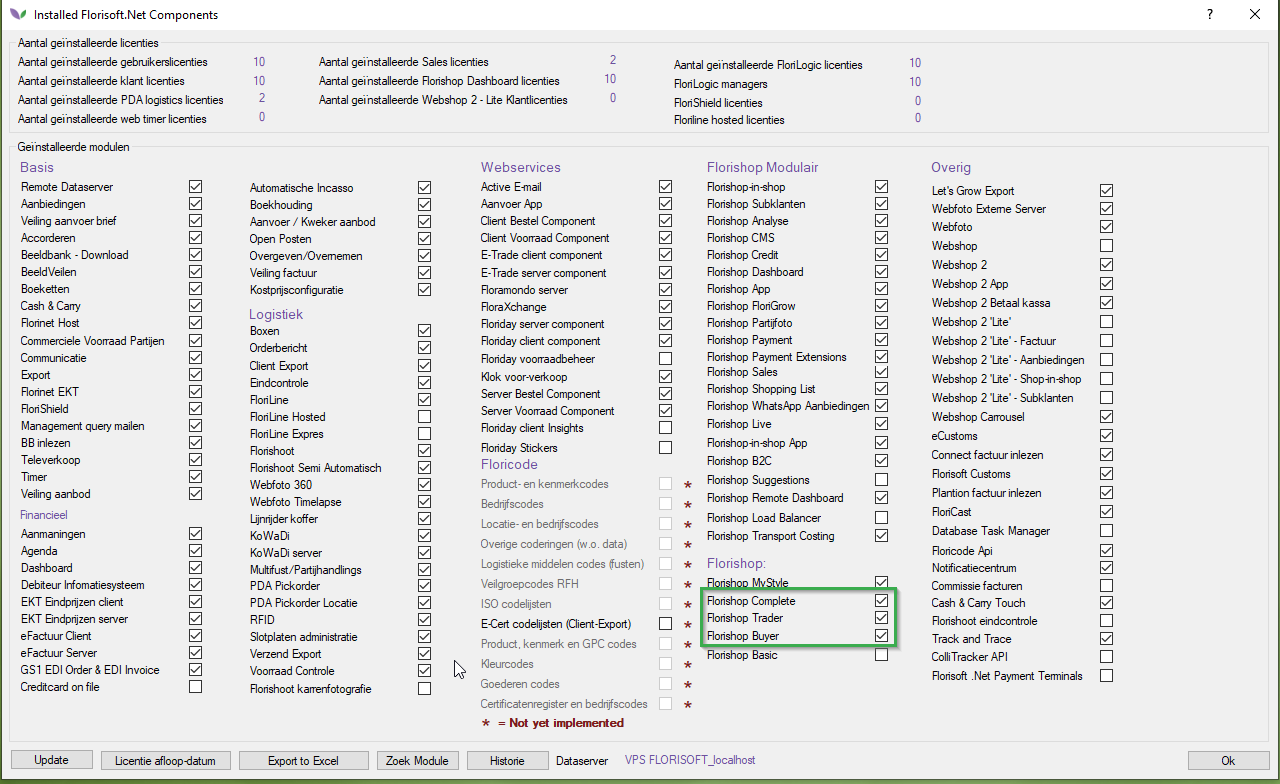 Installed Florisoft.Net Components
?
Aantal geïnstalleerde licenties
Aantal geïnstalleerde gebruikerslicenties 10
Aantal geïnstalleerde klant licenties 10
Aantal geïnstalleerde PDA logistics licenties 2
Aantal geïnstalleerde web timer licenties 0
Aantal geïnstalleerde Sales licenties 2
Aantal geïnstalleerde Florishop Dashboard licenties 10
Aantal geïnstalleerde Webshop 2 - Lite Klantlicenties 0
Aantal geïnstalleerde FloriLogic licenties 10
FloriLogic managers 10
FloriShield licenties 0
Floriline hosted licenties 0
Geïnstalleerde modulen
Basis
Remote Dataserver
Aanbiedingen
Veiling aanvoer brief
Accorderen
Beeldbank - Download
BeeldVeilen
Boeketten
Cash & Carry
Florinet Host
Commerciele Voorraad Partijen
Communicatie
Export
Florinet EKT
FloriShield
Management query mailen
BB inlezen
Televerkoop
Timer
Veiling aanbod
Financieel
Aanmaningen
Agenda
Dashboard
Debiteur Infomatiesysteem
EKT Eindprijzen client
EKT Eindprijzen server
eFactuur Client
eFactuur Server
GS1 EDI Order & EDI Invoice
Creditcard on file
Automatische Incasso
Boekhouding
Aanvoer / Kweker aanbod
Open Posten
Overgeven/Overnemen
Veiling factuur
Kostprijsconfiguratie
Logistiek
Boxen
Orderbericht
Client Export
Eindcontrole
FloriLine
FloriLine Hosted
FloriLine Expres
Florishoot
Florishoot Semi Automatisch
Webfoto 360
Webfoto Timelapse
Lijnrijder koffer
KoWaDi
KoWaDi server
Multifust/Partijhandlings
PDA Pickorder
PDA Pickorder Locatie
RFID
Slotplaten administratie
Verzend Export
Voorraad Controle
Florishoot karrenfotografie
Webservices
Active E-mail
Aanvoer App
Client Bestel Component
Client Voorraad Component
E-Trade client component
E-Trade server component
Floramondo server
FloraXchange
Floriday server component
Floriday client component
Floriday voorraadbeheer
Klok voor-verkoop
Server Bestel Component
Server Voorraad Component
Floriday client Insights
Floriday Stickers
Floricode
Product- en kenmerkcodes *
Bedrijfscodes *
Locatie- en bedrijfscodes *
Overige coderingen (w.o. data) *
Logistieke middelen codes (fusten) *
Veilgroepcodes RFH *
ISO codelijsten *
E-Cert codelijsten (Client-Export) *
Product, kenmerk en GPC codes *
Kleurcodes *
Goederen codes *
Certificatenregister en bedrijfscodes *
* = Not yet implemented
Florishop Modulair
Florishop-in-shop
Florishop Subklanten
Florishop Analyse
Florishop CMS
Florishop Credit
Florishop Dashboard
Florishop App
Florishop FloriGrow
Florishop Partijfoto
Florishop Payment
Florishop Payment Extensions
Florishop Sales
Florishop Shopping List
Florishop WhatsApp Aanbiedingen
Florishop Live
Florishop-in-shop App
Florishop B2C
Florishop Suggestions
Florishop Remote Dashboard
Florishop Load Balancer
Florishop Transport Costing
Florishop:
Florishop MyStyle
Florishop Complete
Florishop Trader
Florishop Buyer
Florishop Basic
Overig
Let's Grow Export
Webfoto Externe Server
Webfoto
Webshop
Webshop 2
Webshop 2 App
Webshop 2 Betaal kassa
Webshop 2 'Lite'
Webshop 2 'Lite' - Factuur
Webshop 2 'Lite' - Aanbiedingen
Webshop 2 'Lite' - Shop-in-shop
Webshop 2 'Lite' - Subklanten
Webshop Carrousel
eCustoms
Connect factuur inlezen
Florisoft Customs
Plantion factuur inlezen
FloriCast
Database Task Manager
Floricode Api
Notificatiecentrum
Commissie facturen
Cash & Carry Touch
Florishoot eindcontrole
Track and Trace
ColliTracker API
Florisoft .Net Payment Terminals
Update
Licentie afloop-datum
Export to Excel
Zoek Module
Historie
Dataserver VPS FLORISOFT_localhost
Ok